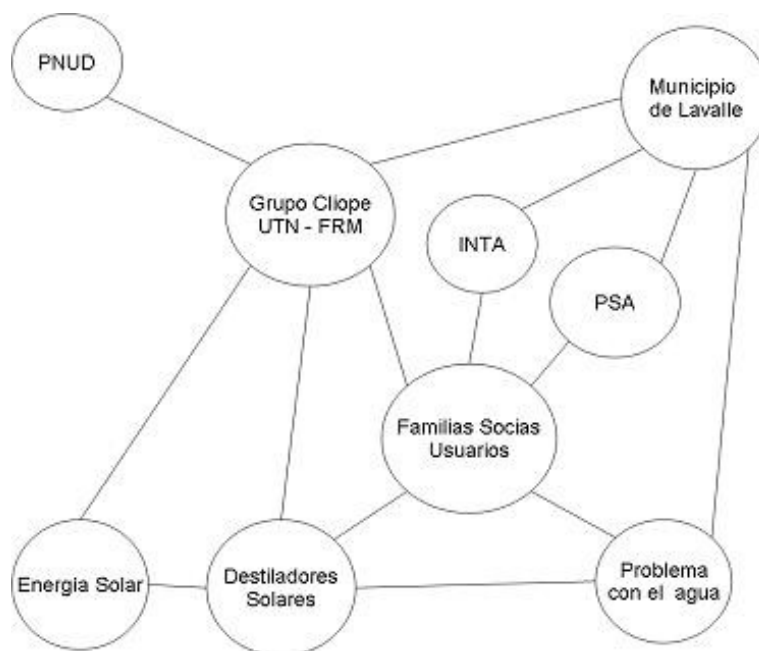 PNUD
Municipio
de Lavalle
Grupo Cliope
UTN - FRM
INTA
PSA
Familias Socias
Usuarios
Energia Solar
Destiladores
Solares
Problema
con el agua